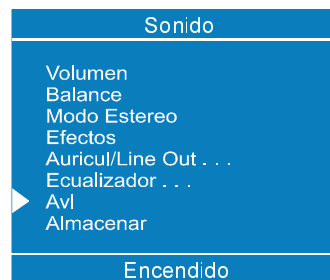 Sonido
Volumen
Balance
Modo Estereo
Efectos
Auricul/Line Out . . .
Ecualizador . . .
Avl
Almacenar
Encendido